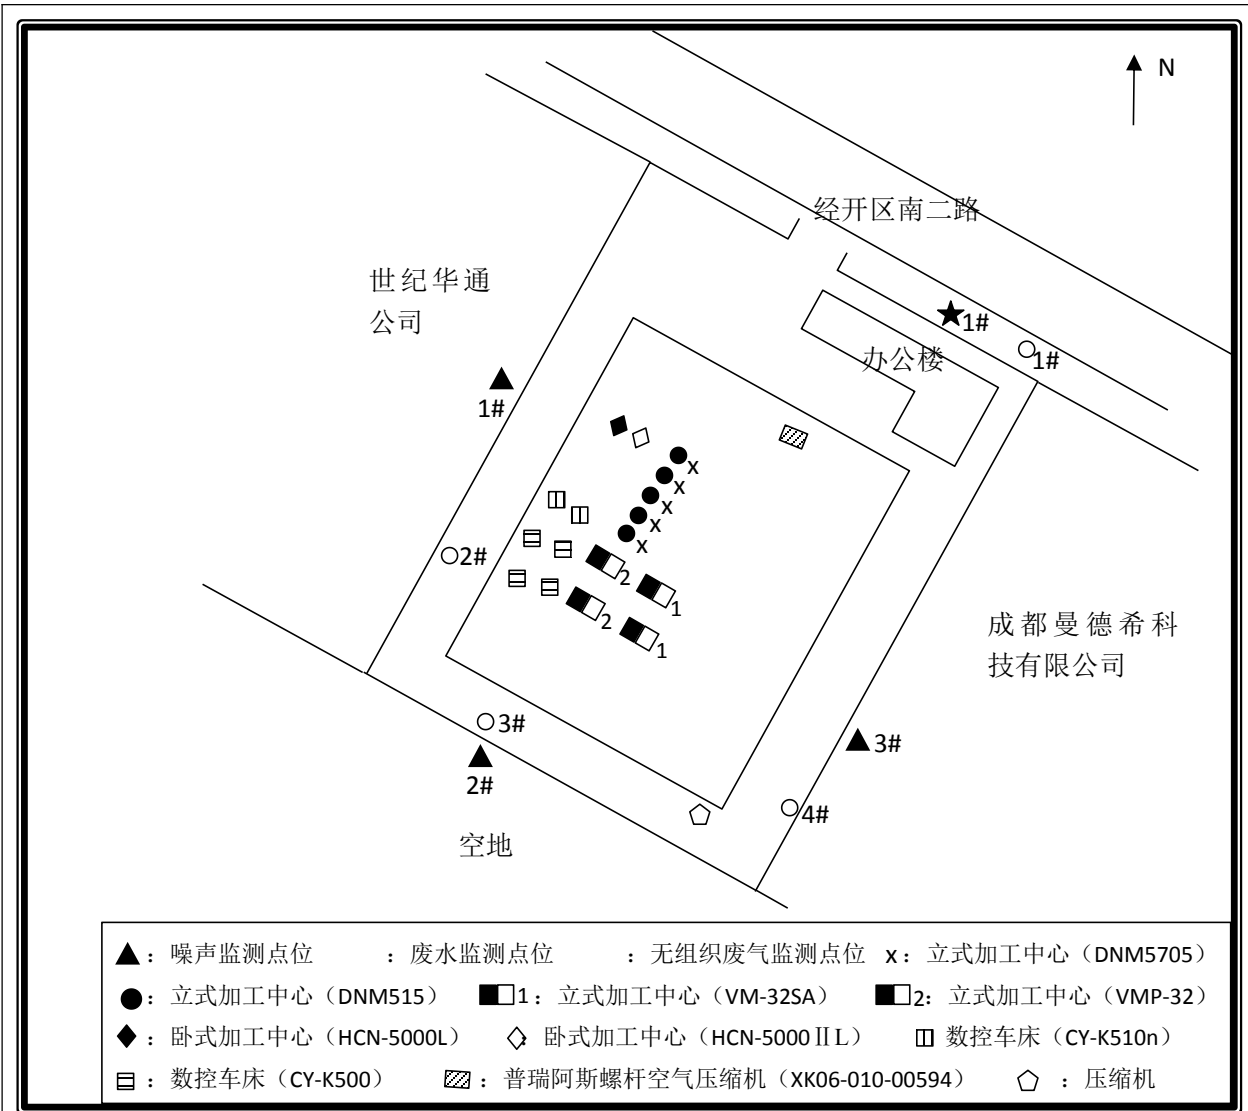 N
经开区南二路
世纪华通
公司
1#
1#
办公楼
1#
x
x
x
x
x
2#
2
1
2
1
成都曼德希科
技有限公司
3#
3#
2#
4#
空地
：噪声监测点位 ：废水监测点位 ：无组织废气监测点位 x：立式加工中心（DNM5705）
：立式加工中心（DNM515） 1：立式加工中心（VM-32SA） 2：立式加工中心（VMP-32）
：卧式加工中心（HCN-5000L） ：卧式加工中心（HCN-5000ⅡL） 数控车床（CY-K510n）
：数控车床（CY-K500） ：普瑞阿斯螺杆空气压缩机（XK06-010-00594） ：压缩机